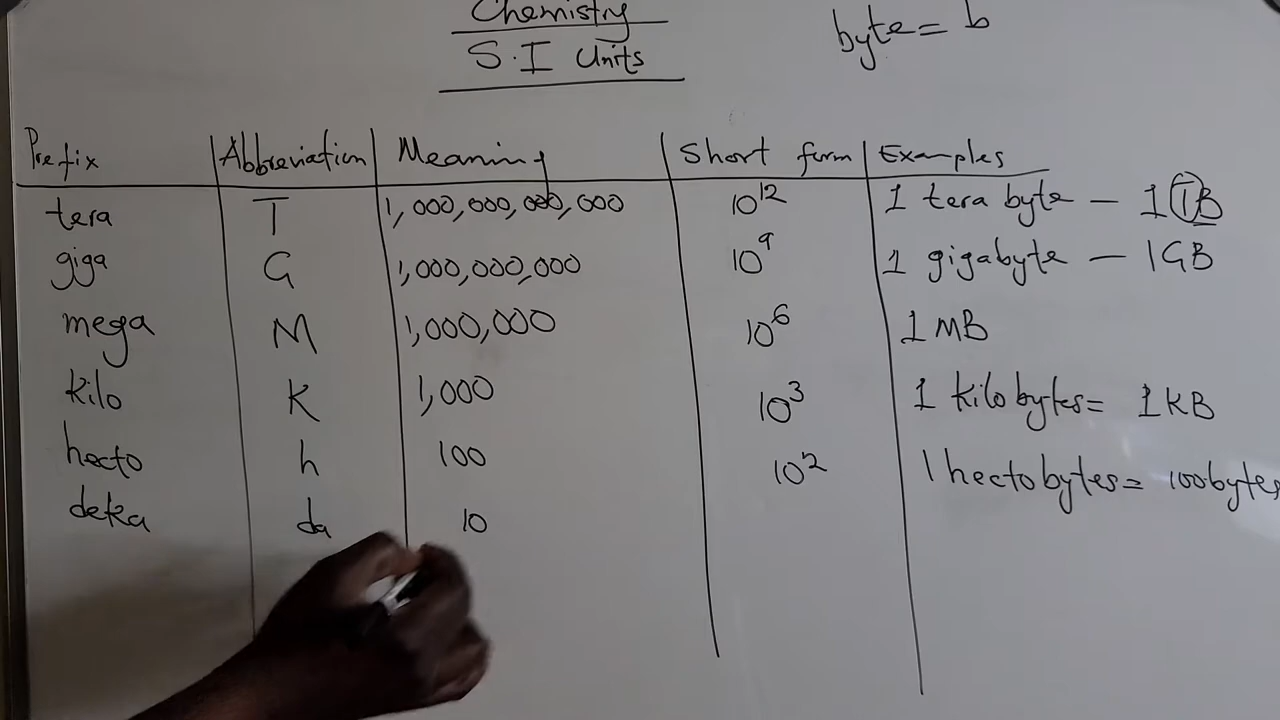 Chemistry
S.I Units
byte = b
Prefix Abbreviation Meaning Short form Examples
tera T 1,000,000,000,000 10¹² 1 tera byte – 1TB
giga G 1,000,000,000 10⁹ 1 gigabyte – 1GB
mega M 1,000,000 10⁶ 1MB
kilo K 1,000 10³ 1 kilobytes = 1KB
hecto h 100 10² 1 hectobytes = 100bytes
deka da 10